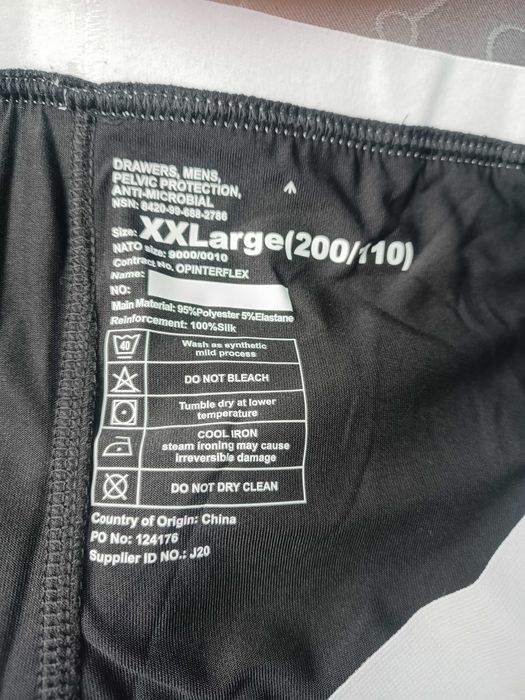 DRAWERS, MENS,
PELVIC PROTECTION,
ANTI-MICROBIAL
NSN: 8420-99-688-2786
Size: XXLarge(200/110)
NATO size: 9000/0010
Contract No. OPINTERFLEX
Name:
NO:
Main Material: 95%Polyester 5%Elastane
Reinforcement: 100%Silk
40 Wash as synthetic
mild process
DO NOT BLEACH
Tumble dry at lower
temperature
COOL IRON
steam ironing may cause
irreversible damage
DO NOT DRY CLEAN
Country of Origin: China
PO No: 124176
Supplier ID NO.: J20